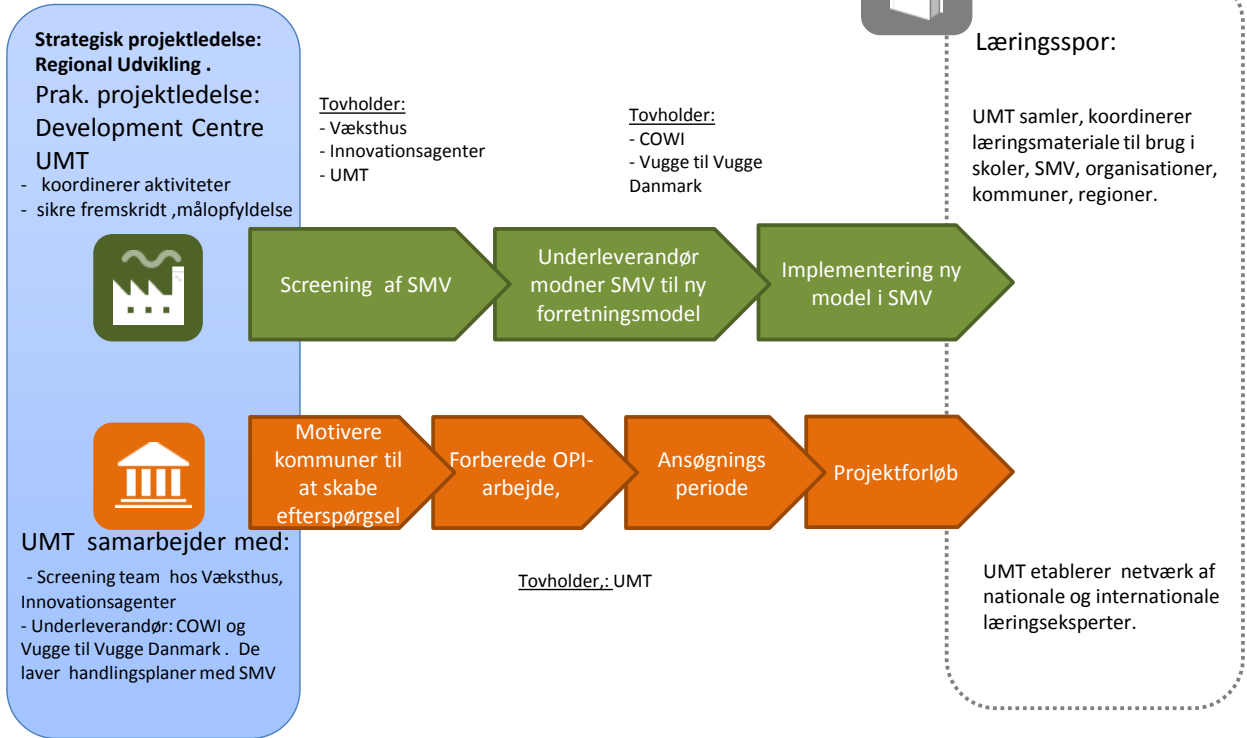 Strategisk projektledelse:
Regional Udvikling .
Prak. projektledelse:
Development Centre
UMT
- koordinerer aktiviteter
- sikre fremskridt ,målopfyldelse
Tovholder:
- Væksthus
- Innovationsagenter
- UMT
Tovholder:
- COWI
- Vugge til Vugge
Danmark
Læringsspor:
UMT samler, koordinerer
læringsmateriale til brug i
skoler, SMV, organisationer,
kommuner, regioner.
Screening af SMV
Underleverandør
modner SMV til ny
forretningsmodel
Implementering ny
model i SMV
Motivere
kommuner til
at skabe
efterspørgsel
Forberede OPI-
arbejde,
Ansøgnings
periode
Projektforløb
UMT samarbejder med:
- Screening team hos Væksthus,
Innovationsagenter
- Underleverandør: COWI og
Vugge til Vugge Danmark . De
laver handlingsplaner med SMV
Tovholder,: UMT
UMT etablerer netværk af
nationale og internationale
læringseksperter.